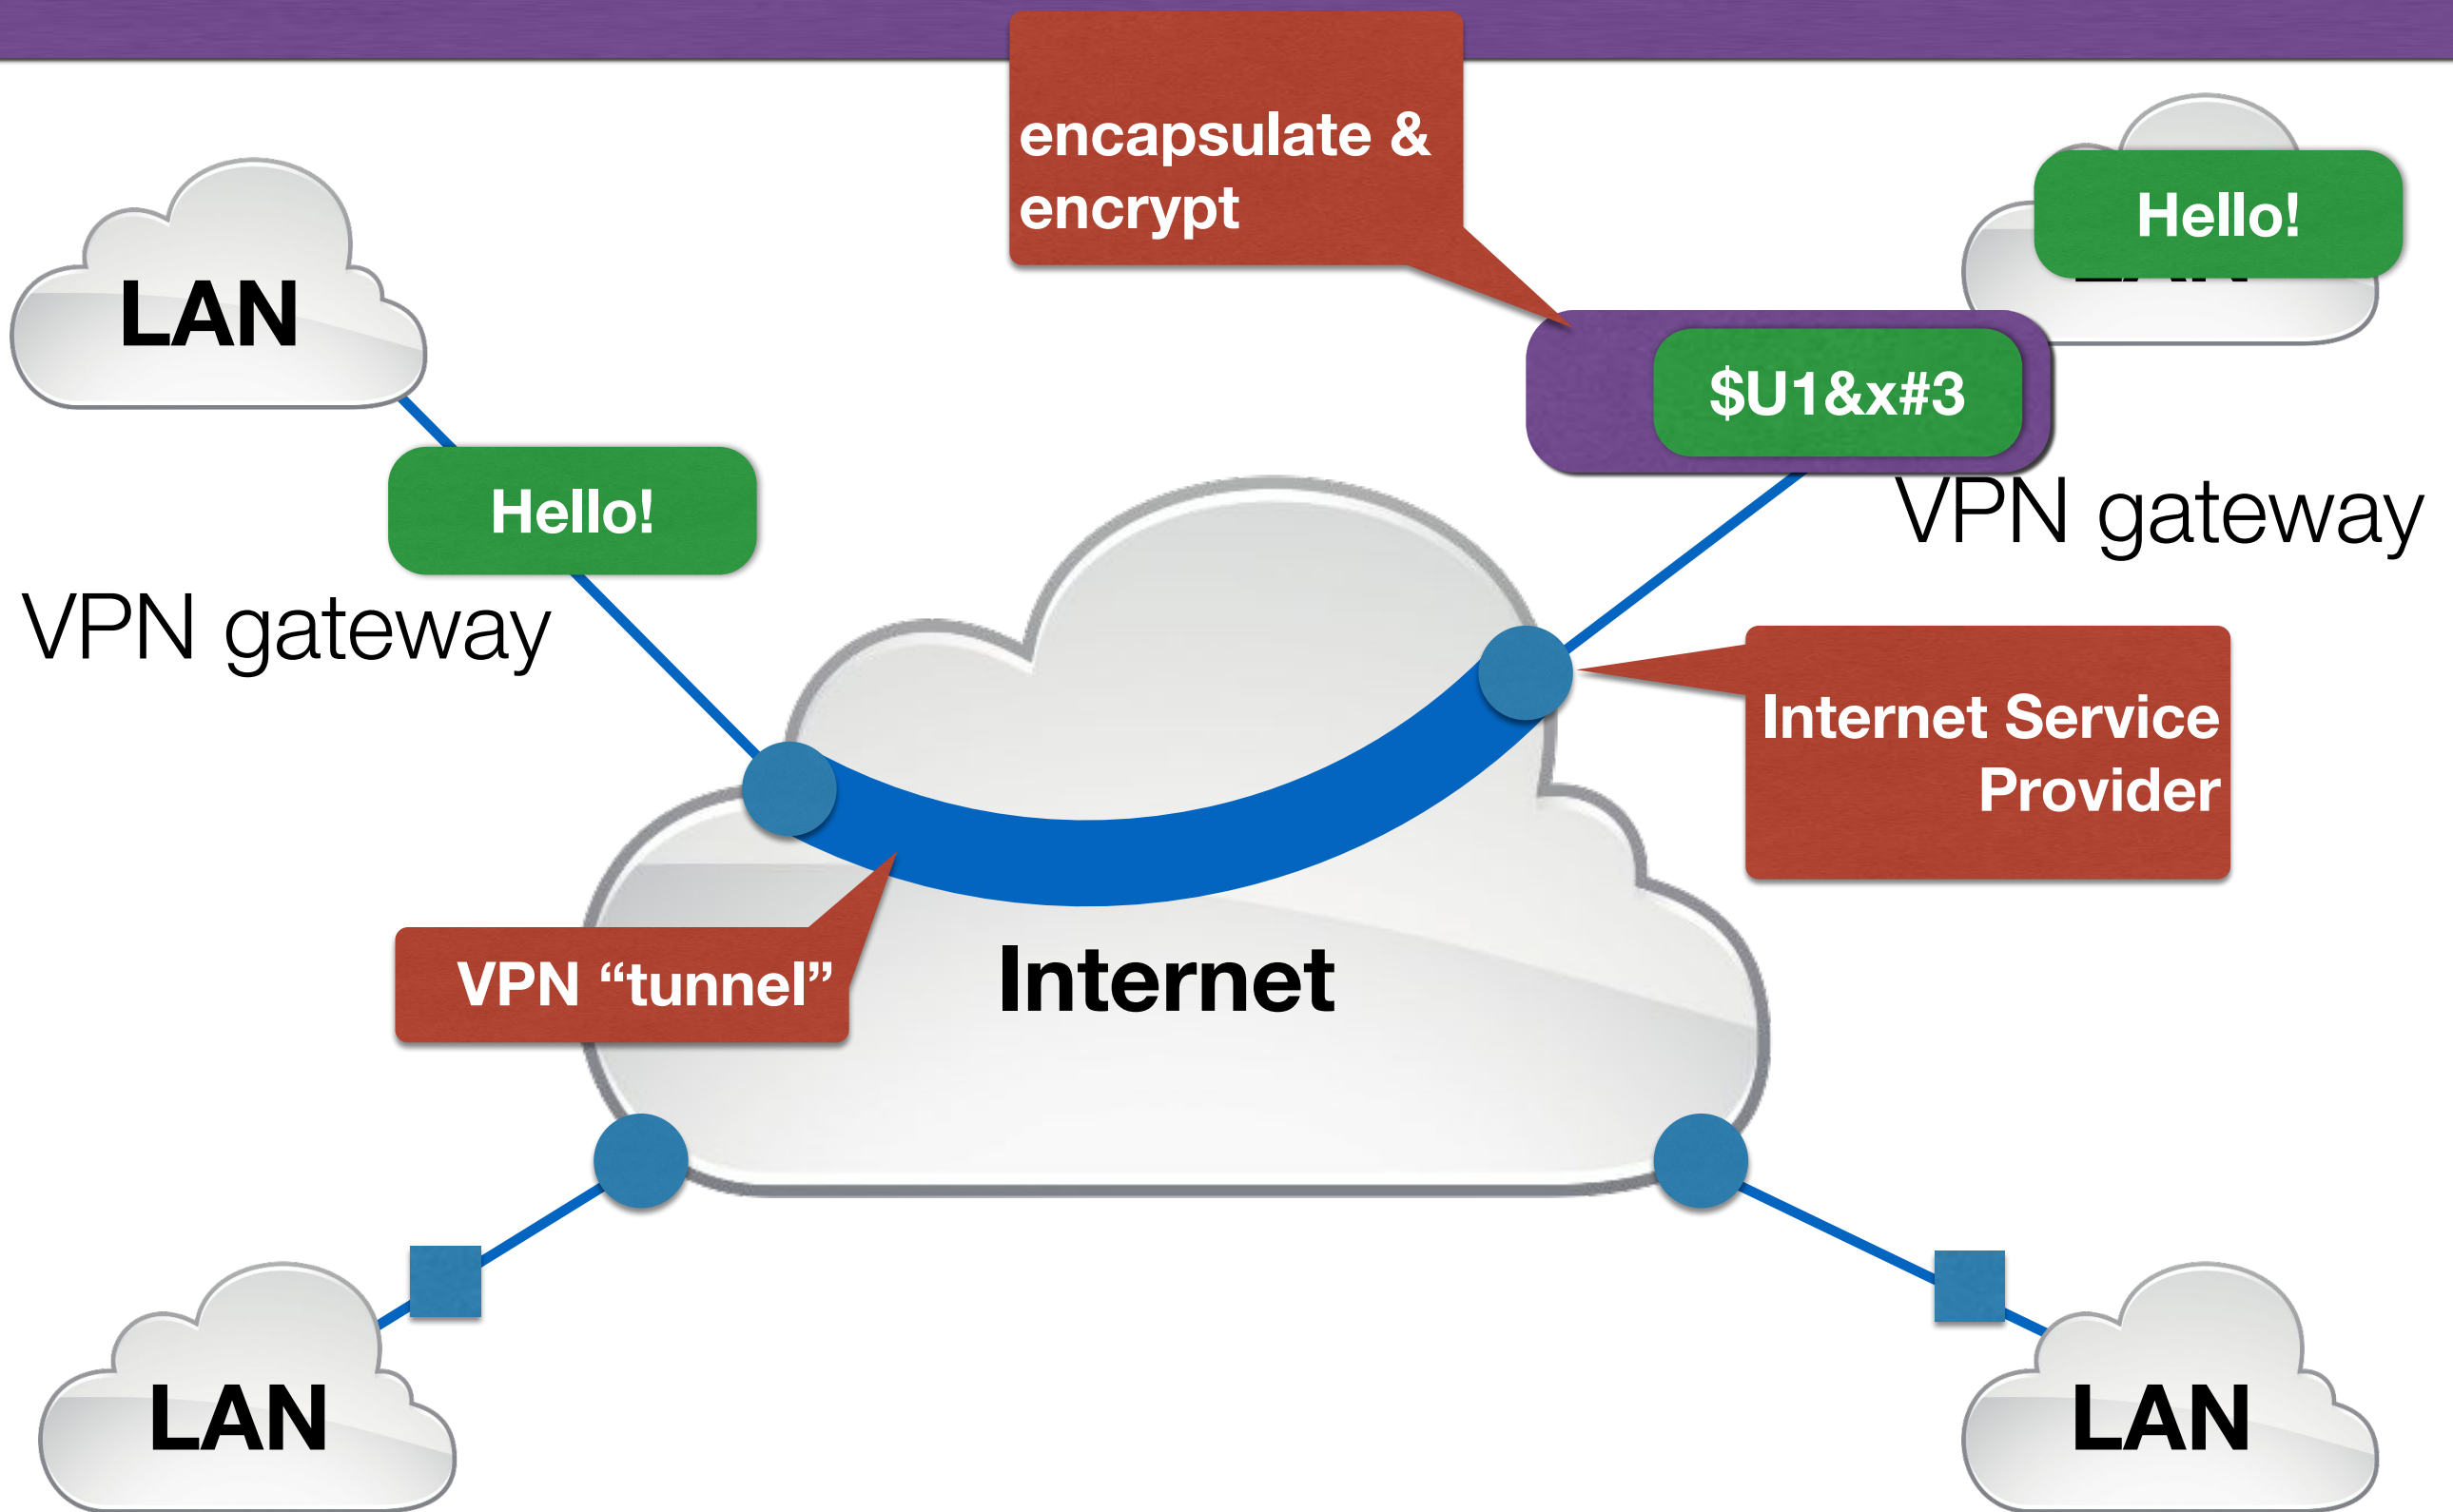 encapsulate &
encrypt
Hello!
LAN
$U1&x#3
Hello!
VPN gateway
VPN gateway
Internet Service
Provider
VPN “tunnel”
Internet
LAN
LAN